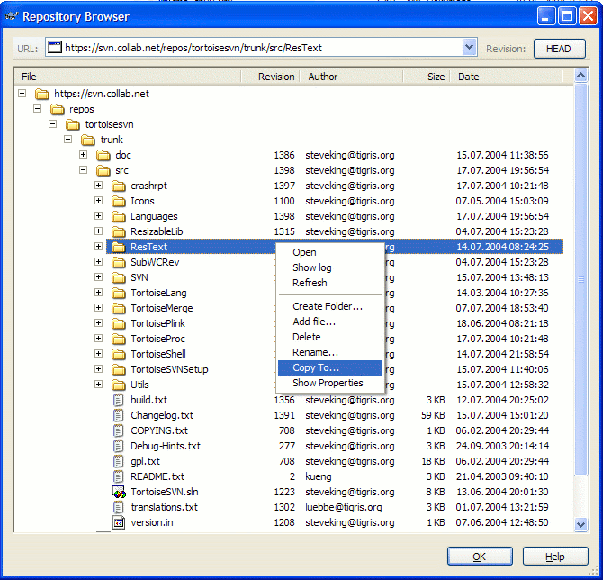 Repository Browser
URL: https://svn.colab.net/repos/tortoisesvn/trunk/src/ResText Revision: HEAD
File Revision Author Size Date
https://svn.collab.net
repos
tortoisesvn
trunk
doc 1386 steveking@tigris.org 15.07.2004 11:38:56
src 1398 steveking@tigris.org 17.07.2004 19:56:54
crashrpt 1397 steveking@tigris.org 17.07.2004 10:21:48
Icons 1100 steveking@tigris.org 07.05.2004 15:03:09
Languages 1398 steveking@tigris.org 17.07.2004 19:56:54
ResizableLib 1315 steveking@tigris.org 04.07.2004 15:23:28
ResText .org 14.07.2004 08:24:25
SubWCRev .org 04.07.2004 15:23:28
SVN .org 15.07.2004 13:48:13
TortoiseLang .org 14.03.2004 10:27:36
TortoiseMerge .org 07.07.2004 18:53:40
TortoisePlink .org 18.06.2004 08:21:18
TortoiseProc .org 17.07.2004 10:21:48
TortoiseShell .org 14.07.2004 21:58:54
TortoiseSVNSetup .org 15.07.2004 11:40:06
Utils .org 15.07.2004 12:58:32
Open
Show log
Refresh
Create Folder...
Add file...
Delete
Rename...
Copy To...
Show Properties
build.txt 1356 steveking@tigris.org 3 KB 12.07.2004 20:25:02
Changelog.txt 1391 steveking@tigris.org 59 KB 15.07.2004 15:01:20
COPYING.txt 708 steveking@tigris.org 1 KB 06.02.2004 20:29:44
Debug-Hints.txt 277 steveking@tigris.org 3 KB 24.09.2003 20:14:14
gpl.txt 708 steveking@tigris.org 18 KB 06.02.2004 20:29:44
README.txt 2 kueng 3 KB 21.04.2003 09:40:10
TortoiseSVN.sln 1223 steveking@tigris.org 8 KB 13.06.2004 20:01:30
translations.txt 1302 luebbe@tigris.org 3 KB 01.07.2004 13:21:59
version.in 1208 steveking@tigris.org 1 KB 07.06.2004 12:48:50
OK Help